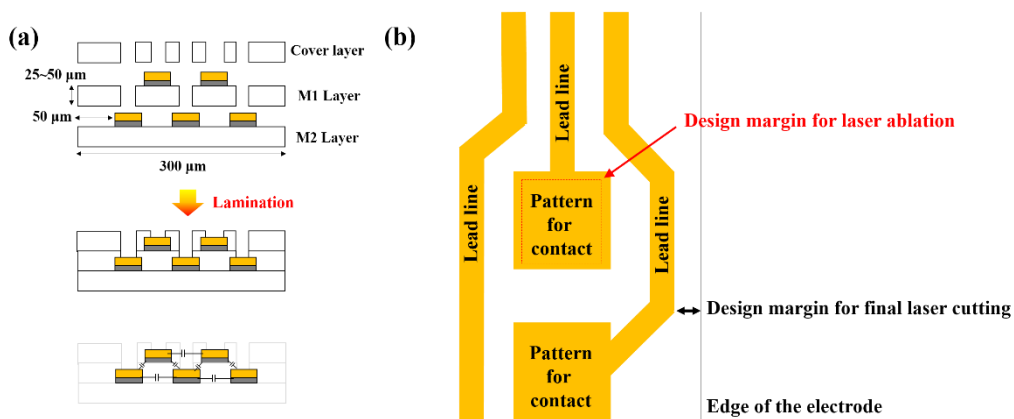 (a)
Cover layer
25~50 µm
M1 Layer
50 µm
M2 Layer
300 µm
Lamination
(b)
Lead line
Lead line
Lead line
Design margin for laser ablation
Pattern
for
contact
Design margin for final laser cutting
Pattern
for
contact
Edge of the electrode